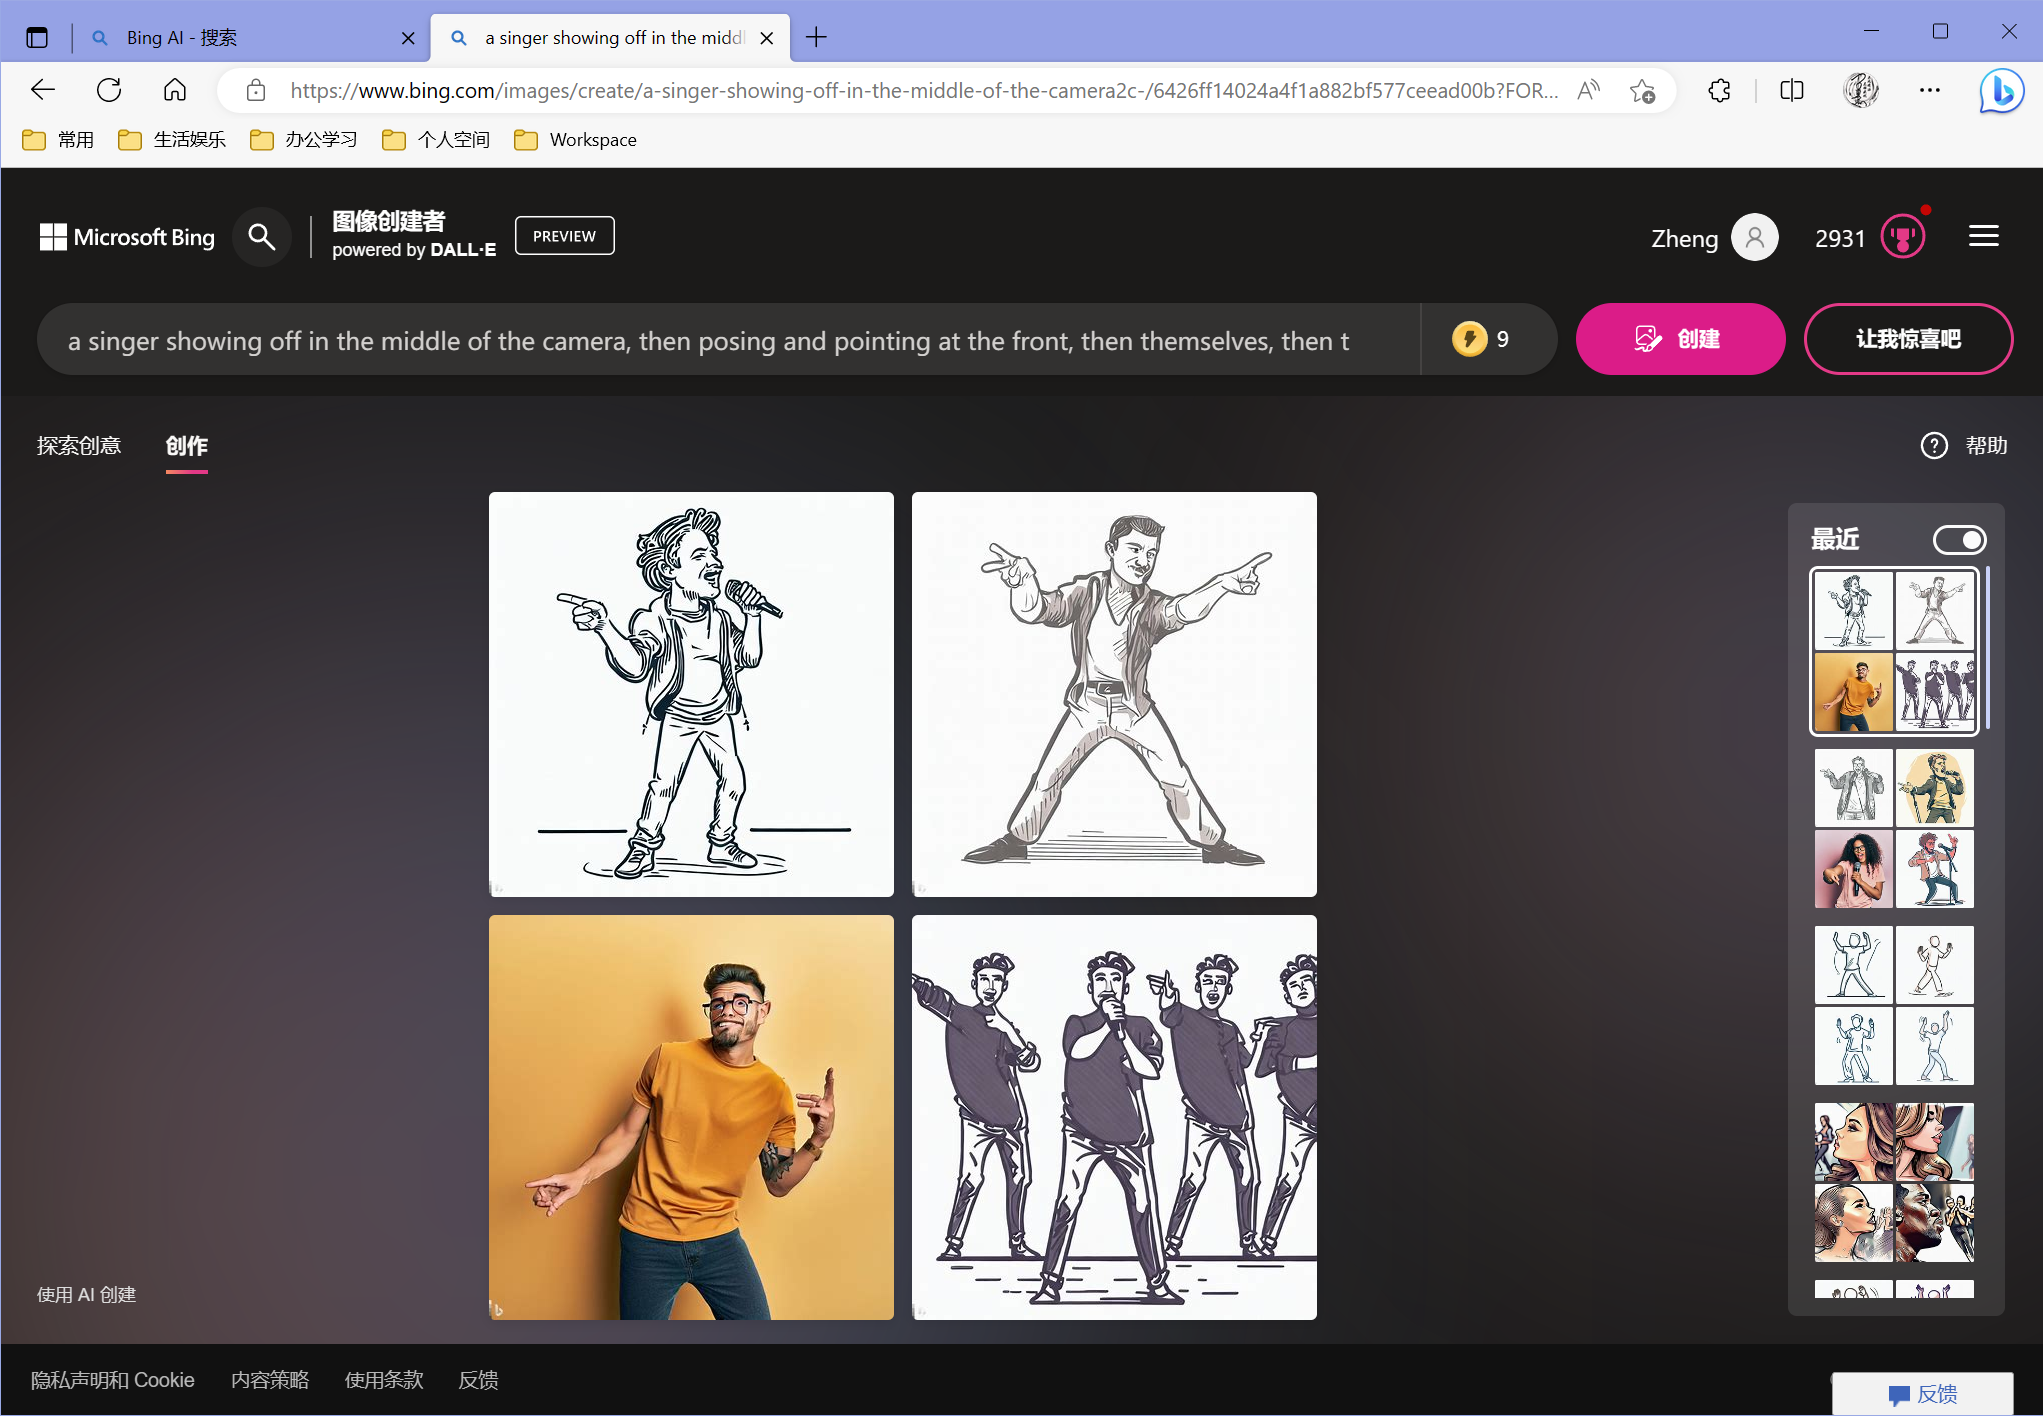 Bing AI - 搜索
a singer showing off in the midd
https://www.bing.com/images/create/a-singer-showing-off-in-the-middle-of-the-camera2c-/6426ff14024a4f1a882bf577ceead00b?FOR...
常用
生活娱乐
办公学习
个人空间
Workspace
Microsoft Bing
图像创建者
powered by DALL·E
PREVIEW
Zheng
2931
a singer showing off in the middle of the camera, then posing and pointing at the front, then themselves, then t
9
创建
让我惊喜吧
探索创意
创作
帮助
最近
使用 AI 创建
隐私声明和 Cookie
内容策略
使用条款
反馈
反馈